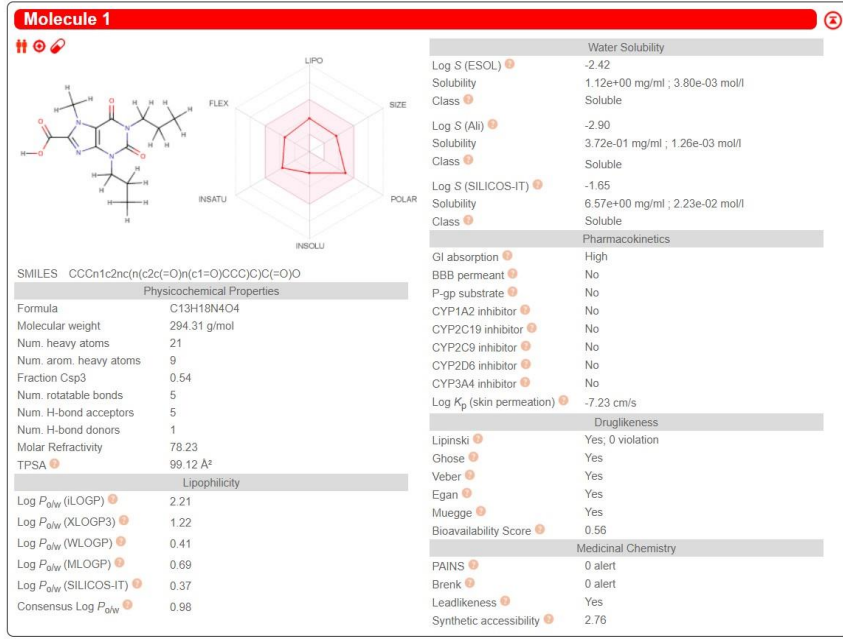 Molecule 1
LIPO
FLEX
SIZE
INSATU
POLAR
INSOLU
SMILES CCCn1c2nc(n(c2c(=O)n(c1=O)CCC)C)C(=O)O
Physicochemical Properties
Formula C13H18N4O4
Molecular weight 294.31 g/mol
Num. heavy atoms 21
Num. arom. heavy atoms 9
Fraction Csp3 0.54
Num. rotatable bonds 5
Num. H-bond acceptors 5
Num. H-bond donors 1
Molar Refractivity 78.23
TPSA ? 99.12 Å²
Lipophilicity
Log Po/w (iLOGP) ? 2.21
Log Po/w (XLOGP3) ? 1.22
Log Po/w (WLOGP) ? 0.41
Log Po/w (MLOGP) ? 0.69
Log Po/w (SILICOS-IT) ? 0.37
Consensus Log Po/w ? 0.98
Water Solubility
Log S (ESOL) ? -2.42
Solubility 1.12e+00 mg/ml ; 3.80e-03 mol/l
Class ? Soluble
Log S (Ali) ? -2.90
Solubility 3.72e-01 mg/ml ; 1.26e-03 mol/l
Class ? Soluble
Log S (SILICOS-IT) ? -1.65
Solubility 6.57e+00 mg/ml ; 2.23e-02 mol/l
Class ? Soluble
Pharmacokinetics
GI absorption ? High
BBB permeant ? No
P-gp substrate ? No
CYP1A2 inhibitor ? No
CYP2C19 inhibitor ? No
CYP2C9 inhibitor ? No
CYP2D6 inhibitor ? No
CYP3A4 inhibitor ? No
Log Kp (skin permeation) ? -7.23 cm/s
Druglikeness
Lipinski ? Yes; 0 violation
Ghose ? Yes
Veber ? Yes
Egan ? Yes
Muegge ? Yes
Bioavailability Score ? 0.56
Medicinal Chemistry
PAINS ? 0 alert
Brenk ? 0 alert
Leadlikeness ? Yes
Synthetic accessibility ? 2.76